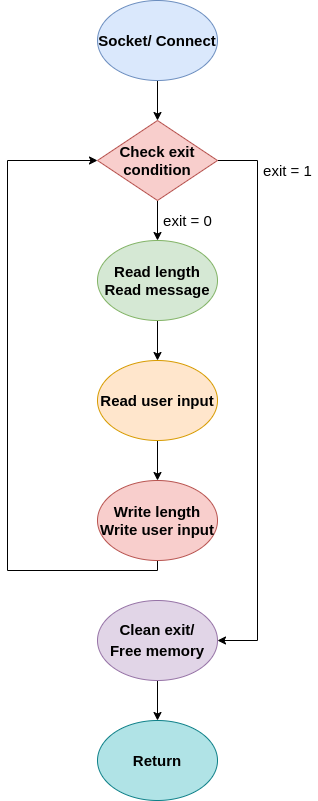 Socket/ Connect
Check exit
condition
exit = 1
exit = 0
Read length
Read message
Read user input
Write length
Write user input
Clean exit/
Free memory
Return